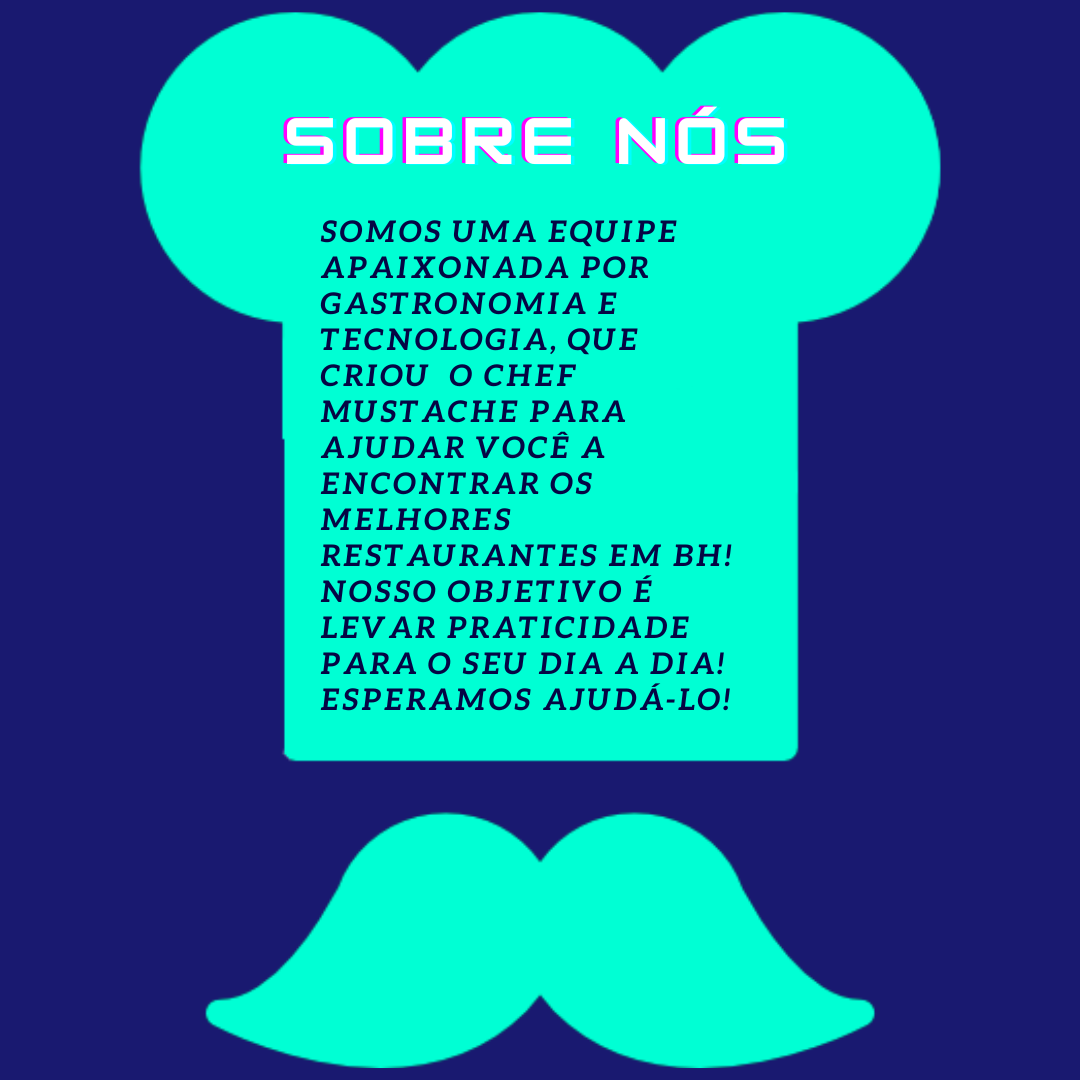 SOBRE NÓS
SOMOS UMA EQUIPE
APAIXONADA POR
GASTRONOMIA E
TECNOLOGIA, QUE
CRIOU O CHEF
MUSTACHE PARA
AJUDAR VOCÊ A
ENCONTRAR OS
MELHORES
RESTAURANTES EM BH!
NOSSO OBJETIVO É
LEVAR PRATICIDADE
PARA O SEU DIA A DIA!
ESPERAMOS AJUDÁ-LO!